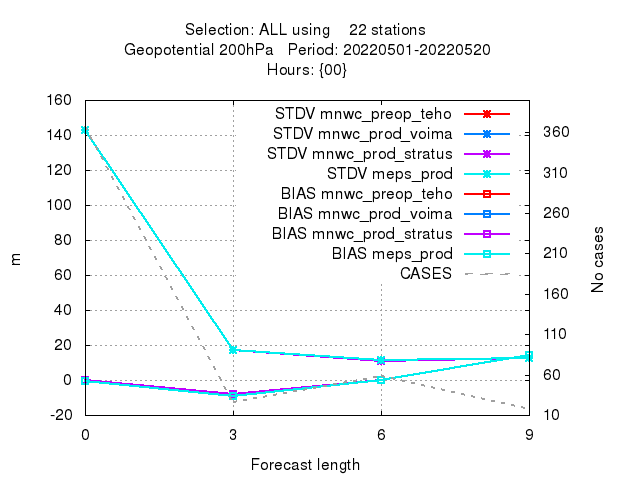 Selection: ALL using 22 stations
Geopotential 200hPa Period: 20220501-20220520
Hours: {00}
160
140
120
100
80
60
40
20
0
-20
m
STDV mnwc_preop_teho
STDV mnwc_prod_voima
STDV mnwc_prod_stratus
STDV meps_prod
BIAS mnwc_preop_teho
BIAS mnwc_prod_voima
BIAS mnwc_prod_stratus
BIAS meps_prod
CASES
360
310
260
210
160
110
60
10
No cases
0 3 6 9
Forecast length